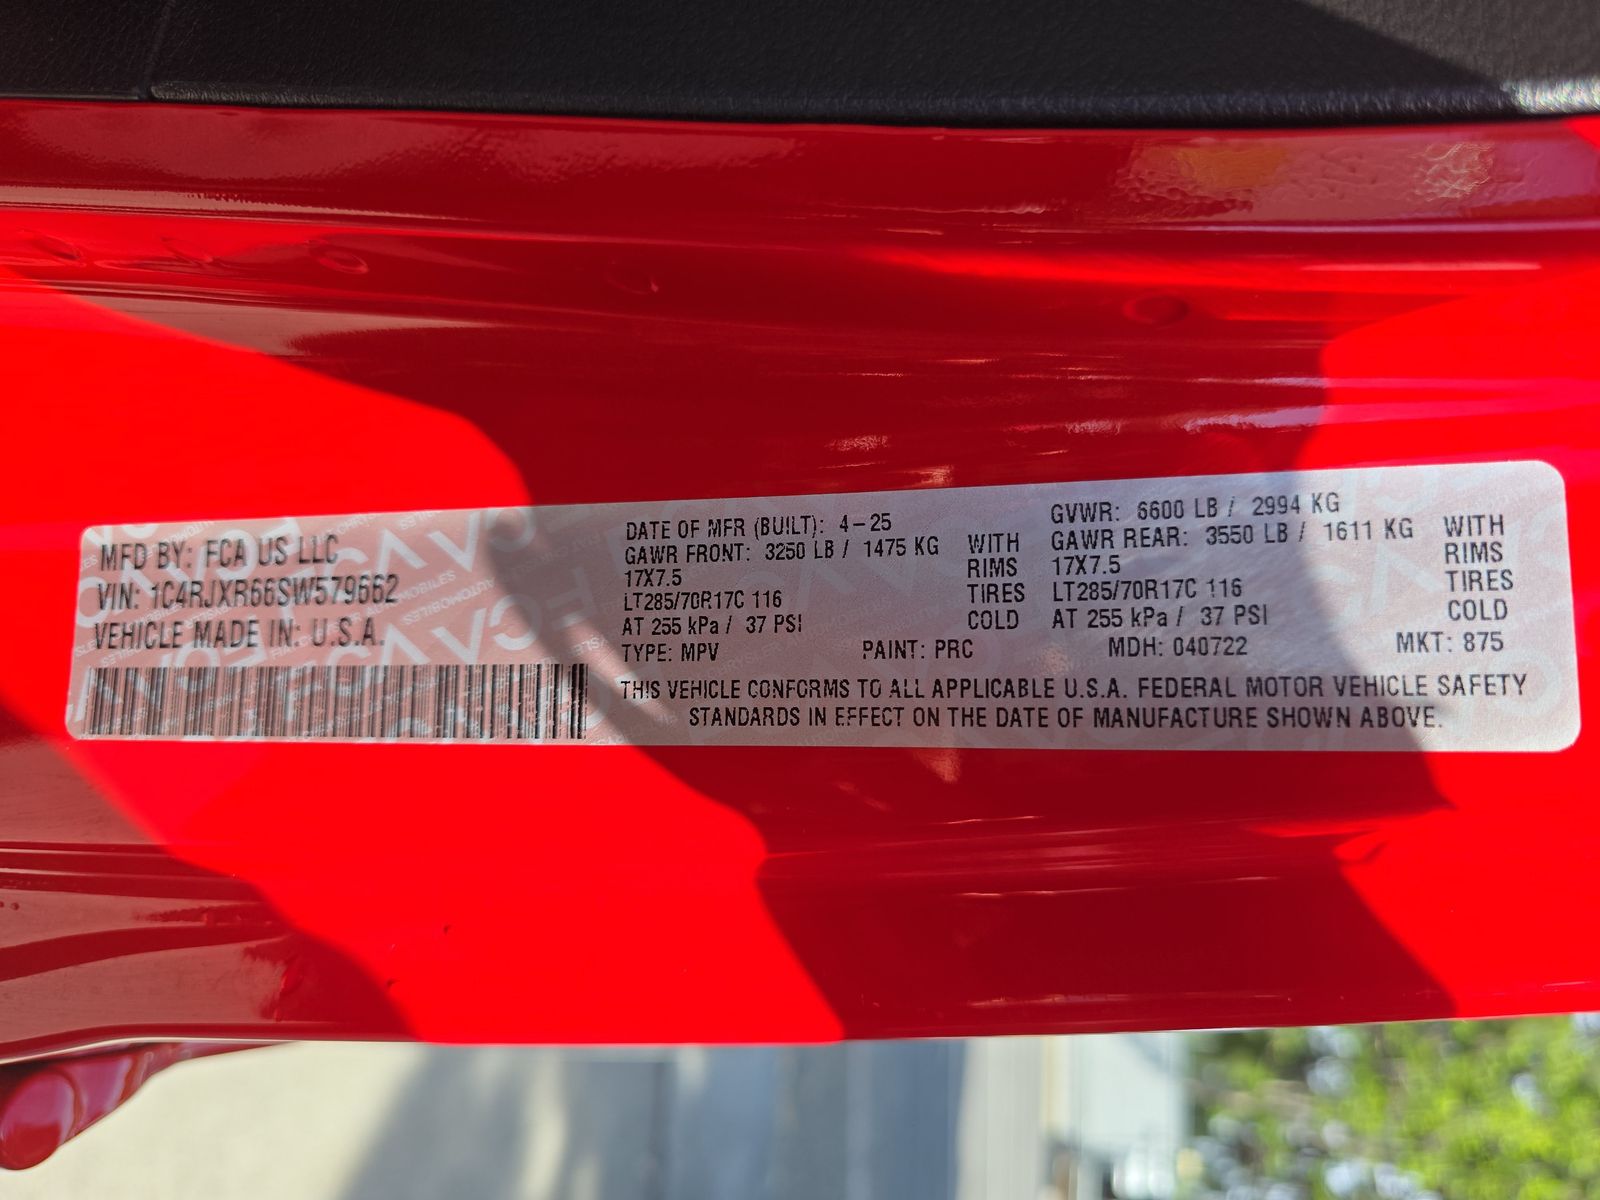 MFD BY: FCA US LLC
VIN: 1C4RJXR66SW579662
VEHICLE MADE IN: U.S.A.
DATE OF MFR (BUILT): 4-25
GAWR FRONT: 3250 LB / 1475 KG WITH
17X7.5 RIMS
LT285/70R17C 116 TIRES
AT 255 kPa / 37 PSI COLD
GVWR: 6600 LB / 2994 KG
GAWR REAR: 3550 LB / 1611 KG WITH
17X7.5 RIMS
LT285/70R17C 116 TIRES
AT 255 kPa / 37 PSI COLD
TYPE: MPV PAINT: PRC MDH: 040722 MKT: 875
THIS VEHICLE CONFORMS TO ALL APPLICABLE U.S.A. FEDERAL MOTOR VEHICLE SAFETY
STANDARDS IN EFFECT ON THE DATE OF MANUFACTURE SHOWN ABOVE.